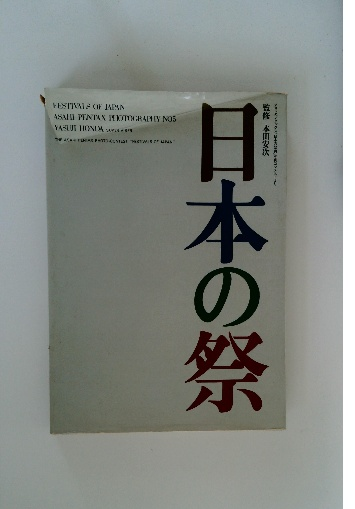 FESTIVALS OF JAPAN
ASAHI PENTAX PHOTOGRAPHY NO5
YASUJI HONDA
日本の祭
監修 本田安次